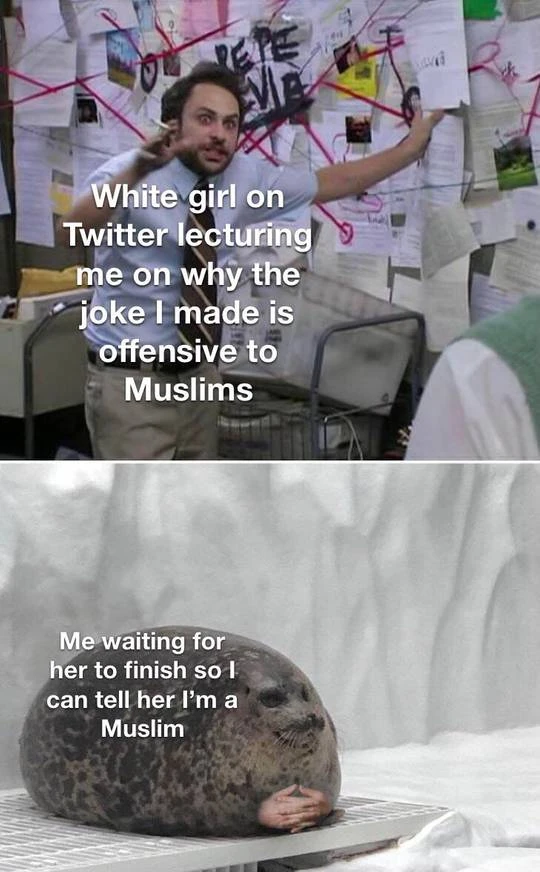 PEPE
SILVIA
White girl on
Twitter lecturing
me on why the
joke I made is
offensive to
Muslims
Me waiting for
her to finish so I
can tell her I'm a
Muslim